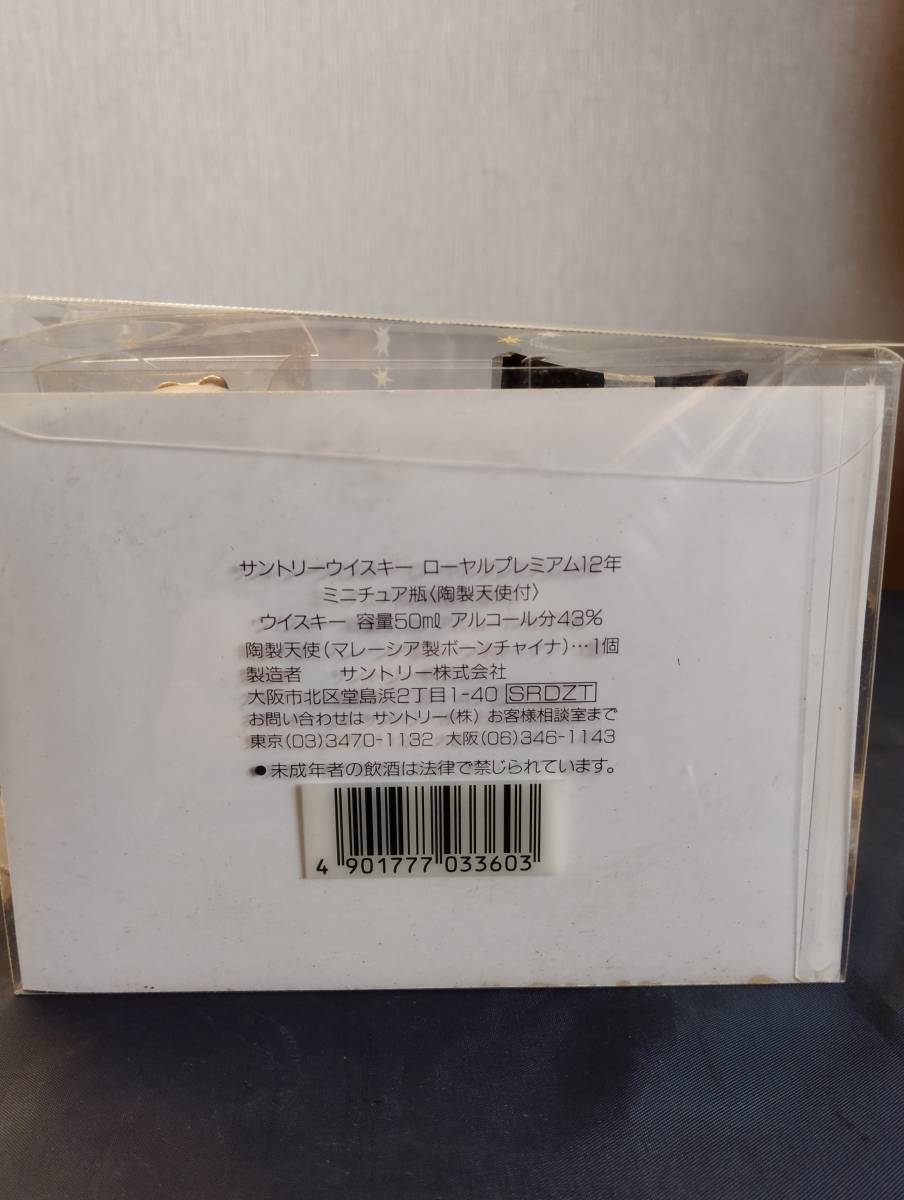 サントリーウイスキー ローヤルプレミアム12年
ミニチュア瓶〈陶製天使付〉
ウイスキー 容量50mℓ アルコール分43%
陶製天使(マレーシア製ボーンチャイナ)…1個
製造者 サントリー株式会社
大阪市北区堂島浜2丁目1-40 SRDZT
お問い合わせは サントリー(株) お客様相談室まで
東京(03)3470-1132 大阪(06)346-1143
●未成年者の飲酒は法律で禁じられています。
4 901777 033603